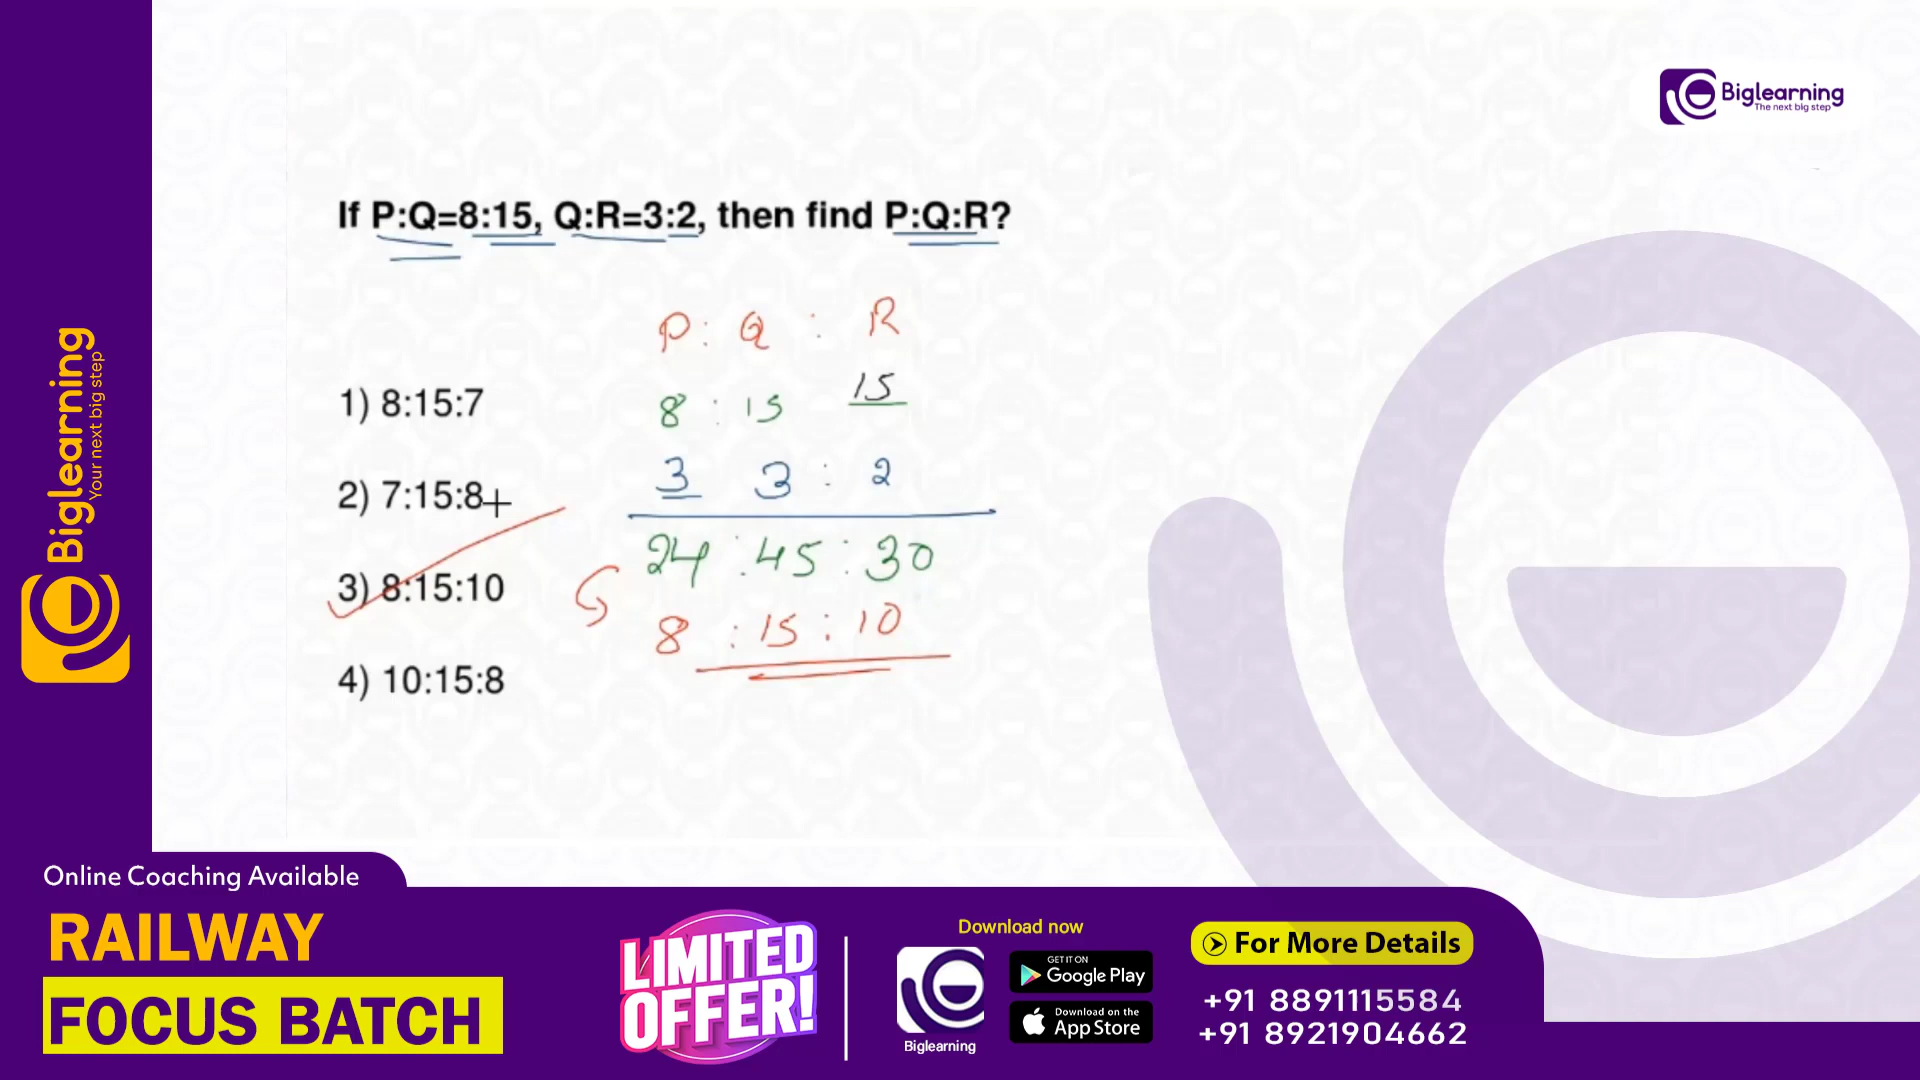 Biglearning
The next big step
If P:Q=8:15, Q:R=3:2, then find P:Q:R?
P : Q : R
1) 8:15:7
8 : 15 15
2) 7:15:8
3 3 : 2
24 : 45 : 30
3) 8:15:10
8 : 15 : 10
4) 10:15:8
Biglearning
Your next big step
Online Coaching Available
RAILWAY
FOCUS BATCH
LIMITED
OFFER!
Download now
GET IT ON
Google Play
Download on the
App Store
Biglearning
For More Details
+91 8891115584
+91 8921904662